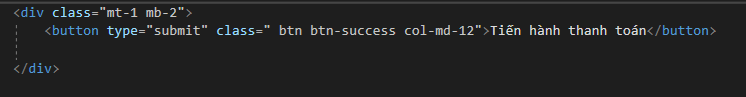 <div class="mt-1 mb-2">
<button type="submit" class=" btn btn-success col-md-12">Tiến hành thanh toán</button>
</div>